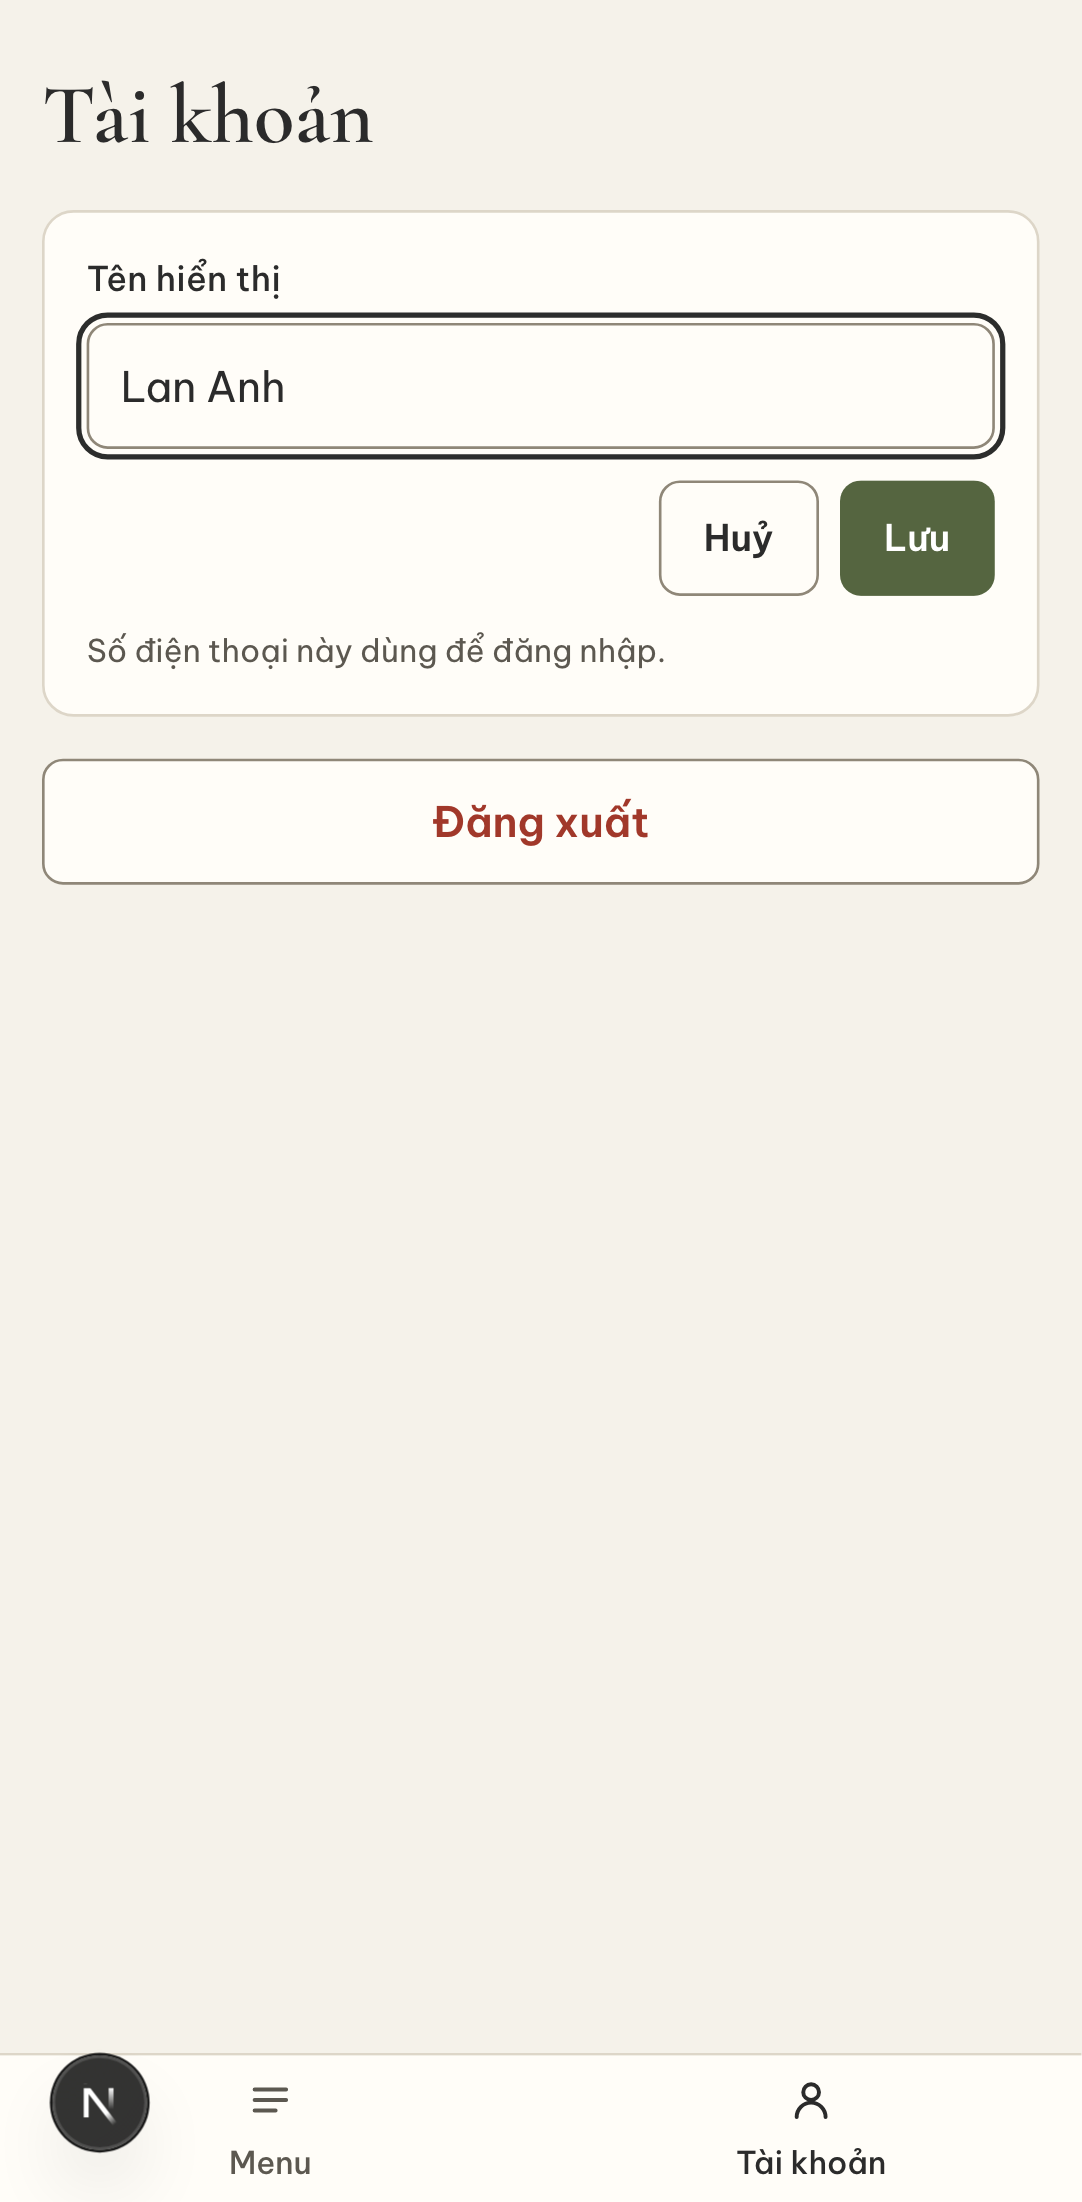 Tài khoản
Tên hiển thị
Lan Anh
Huỷ
Lưu
Số điện thoại này dùng để đăng nhập.
Đăng xuất
N
Menu
Tài khoản